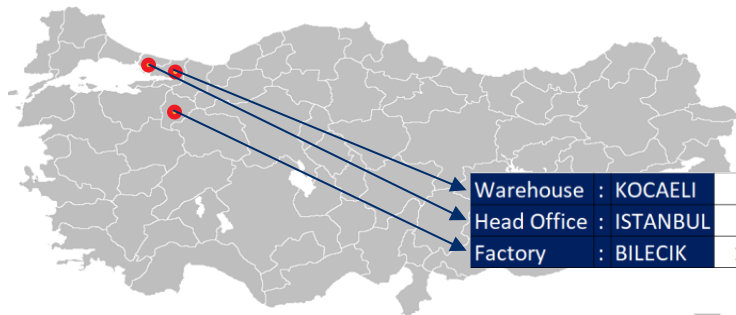 Warehouse : KOCAELI
Head Office : ISTANBUL
Factory : BILECIK :